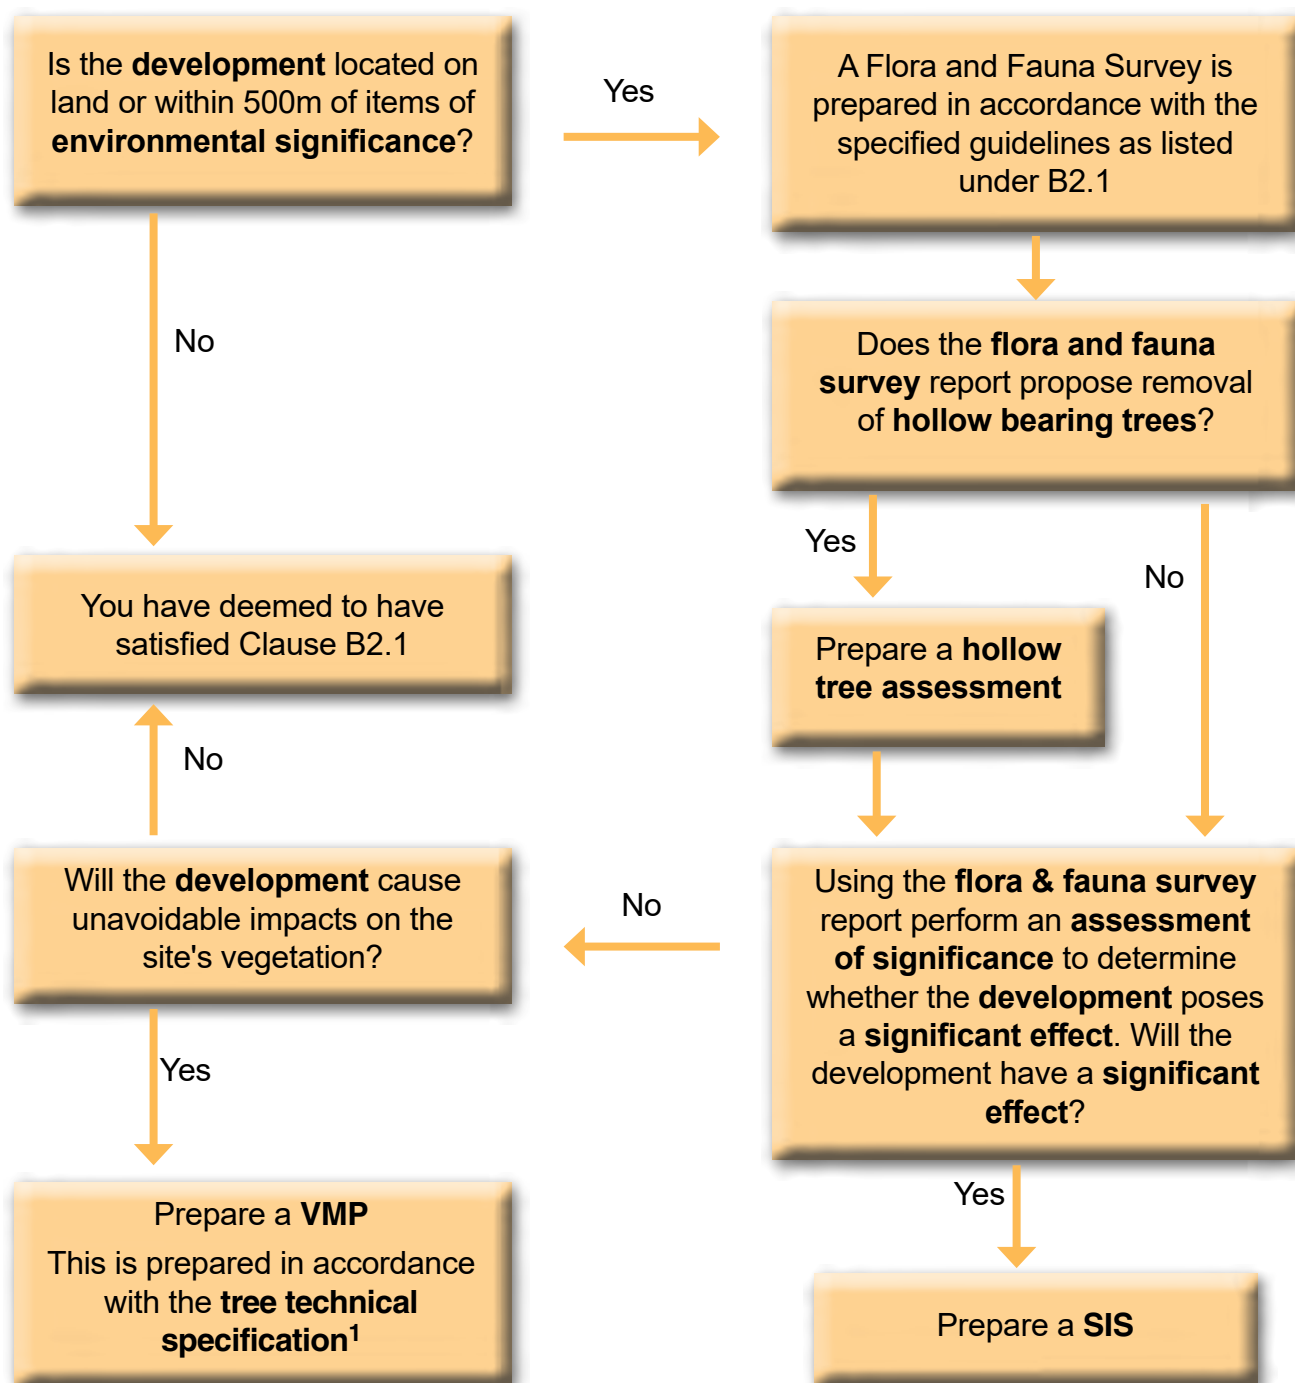 Is the development located on
land or within 500m of items of
environmental significance?
Yes
A Flora and Fauna Survey is
prepared in accordance with the
specified guidelines as listed
under B2.1
No
Does the flora and fauna
survey report propose removal
of hollow bearing trees?
Yes
No
You have deemed to have
satisfied Clause B2.1
Prepare a hollow
tree assessment
No
Will the development cause
unavoidable impacts on the
site's vegetation?
No
Using the flora & fauna survey
report perform an assessment
of significance to determine
whether the development poses
a significant effect. Will the
development have a significant
effect?
Yes
Yes
Prepare a VMP
This is prepared in accordance
with the tree technical
specification¹
Prepare a SIS